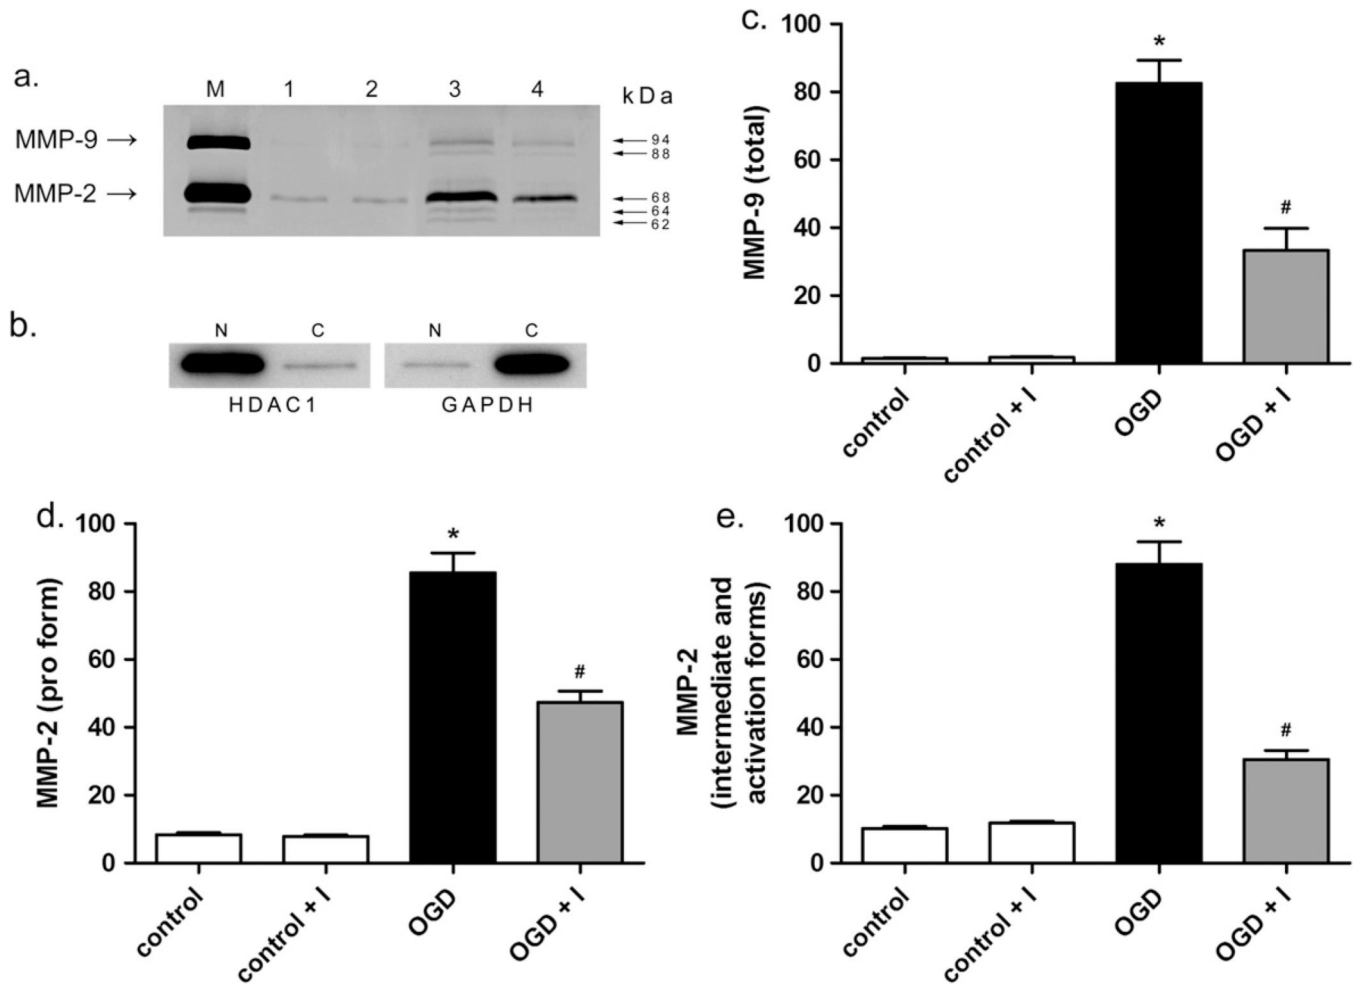 a.
M 1 2 3 4 kDa
MMP-9 →
94
88
MMP-2 →
68
64
62
b.
N C N C
HDAC1 GAPDH
c.
MMP-9 (total)
100
80
60
40
20
0
*
#
control
control + I
OGD
OGD + I
d.
MMP-2 (pro form)
100
80
60
40
20
0
*
#
control
control + I
OGD
OGD + I
e.
MMP-2
(intermediate and
activation forms)
100
80
60
40
20
0
*
#
control
control + I
OGD
OGD + I